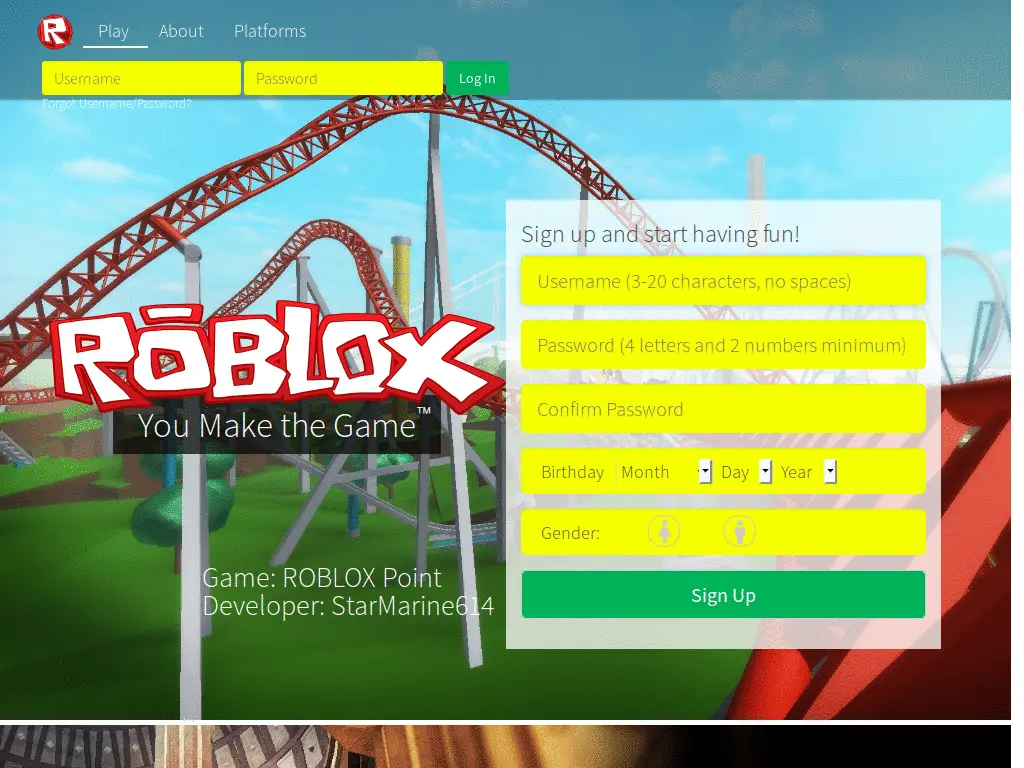 Play About Platforms
Username Password Log In
Forgot Username/Password?
Sign up and start having fun!
Username (3-20 characters, no spaces)
Password (4 letters and 2 numbers minimum)
Confirm Password
Birthday Month Day Year
Gender:
Sign Up
ROBLOX
You Make the Game™
Game: ROBLOX Point
Developer: StarMarine614